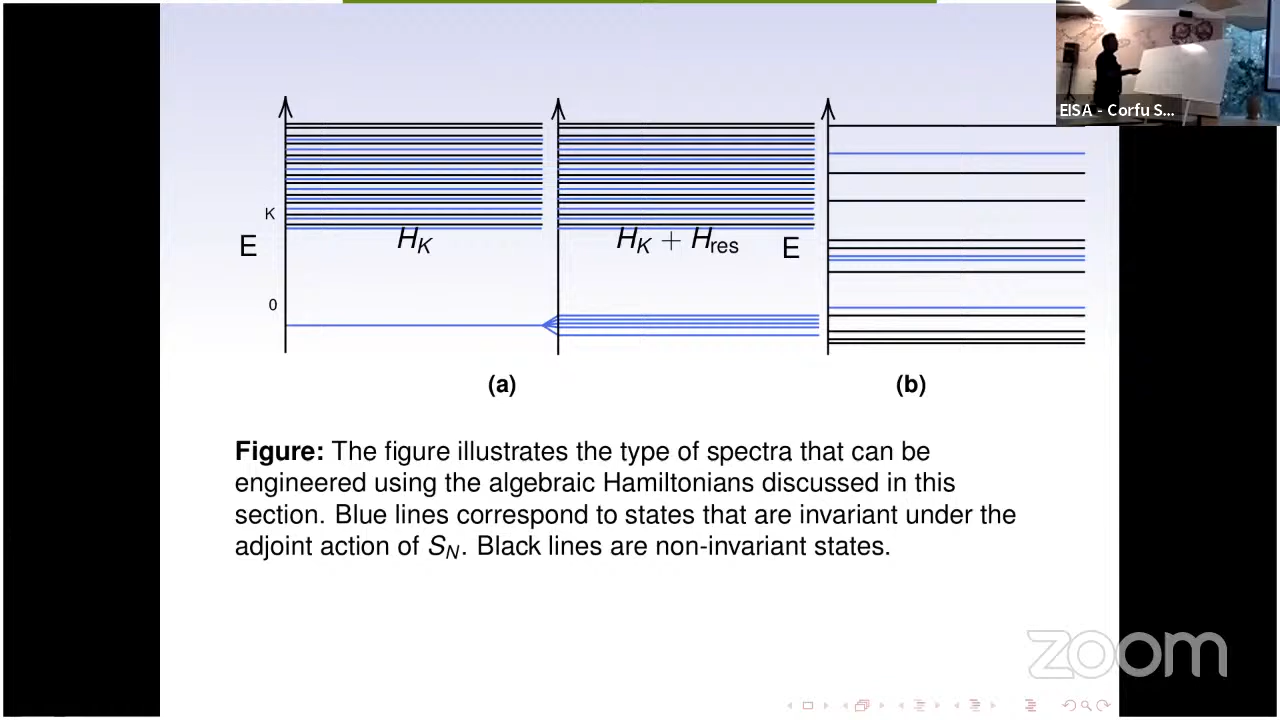 EISA - Corfu S...
K
E
0
H_K
H_K + H_res
E
(a)
(b)
Figure: The figure illustrates the type of spectra that can be
engineered using the algebraic Hamiltonians discussed in this
section. Blue lines correspond to states that are invariant under the
adjoint action of S_N. Black lines are non-invariant states.
zoom